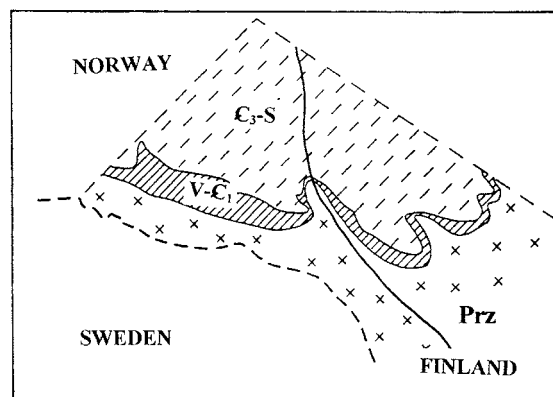 NORWAY
Є₃-S
V-Є₁
Prz
SWEDEN
FINLAND